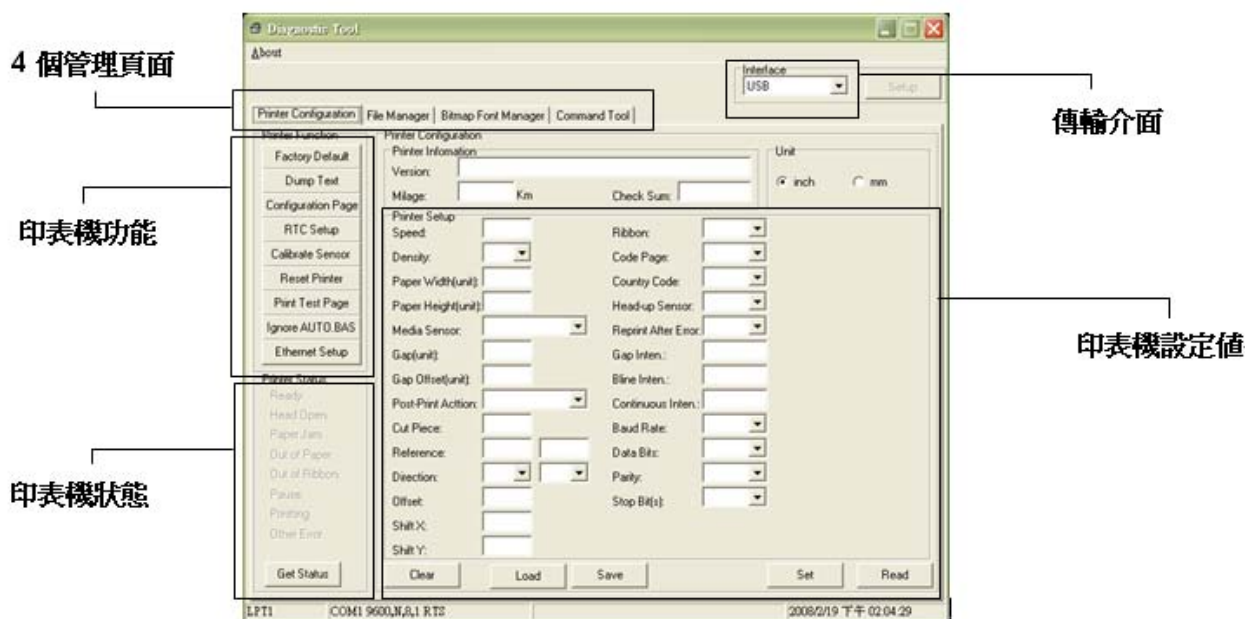 Diagnostic Tool
About
4 個管理頁面
Interface
USB
Setup
傳輸介面
Printer Configuration File Manager Bitmap Font Manager Command Tool
Printer Function
Printer Configuration
Factory Default
Dump Text
Configuration Page
RTC Setup
Calibrate Sensor
Reset Printer
Print Test Page
Ignore AUTO.BAS
Ethernet Setup
印表機功能
Printer Infomation
Version:
Milage: Km Check Sum:
Unit
inch mm
Printer Setup
Speed: Ribbon:
Density: Code Page:
Paper Width(unit): Country Code:
Paper Height(unit): Head-up Sensor:
Media Sensor: Reprint After Error:
Gap(unit): Gap Inten.:
Gap Offset(unit): Bline Inten.:
Post-Print Acttion: Continuous Inten.:
Cut Piece: Baud Rate:
Reference: Data Bits:
Direction: Parity:
Offset: Stop Bit(s):
Shift X:
Shift Y:
印表機設定值
Printer Status
Ready
Head Open
Paper Jam
Out of Paper
Out of Ribbon
Pause
Printing
Other Error
印表機狀態
Get Status
Clear Load Save Set Read
LPT1 COM1 9600,N,8,1 RTS 2008/2/19 下午 02:04:29